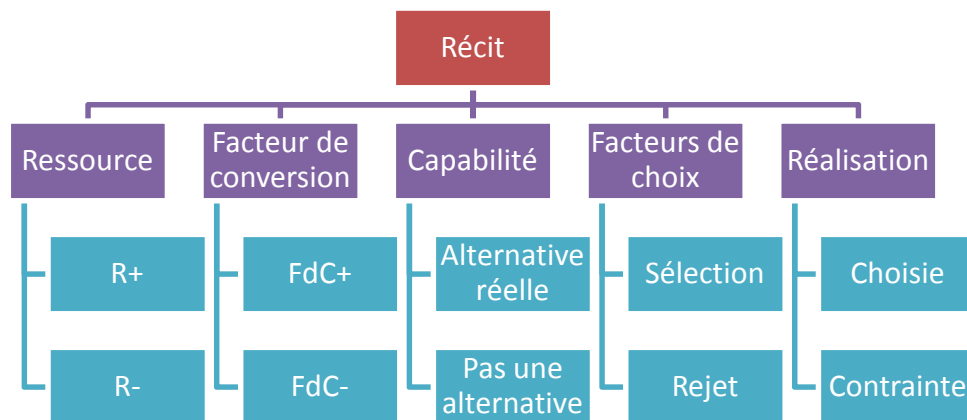 Récit
Ressource
Facteur de
conversion
Capabilité
Facteurs de
choix
Réalisation
R+
FdC+
Alternative
réelle
Sélection
Choisie
R-
FdC-
Pas une
alternative
Rejet
Contrainte